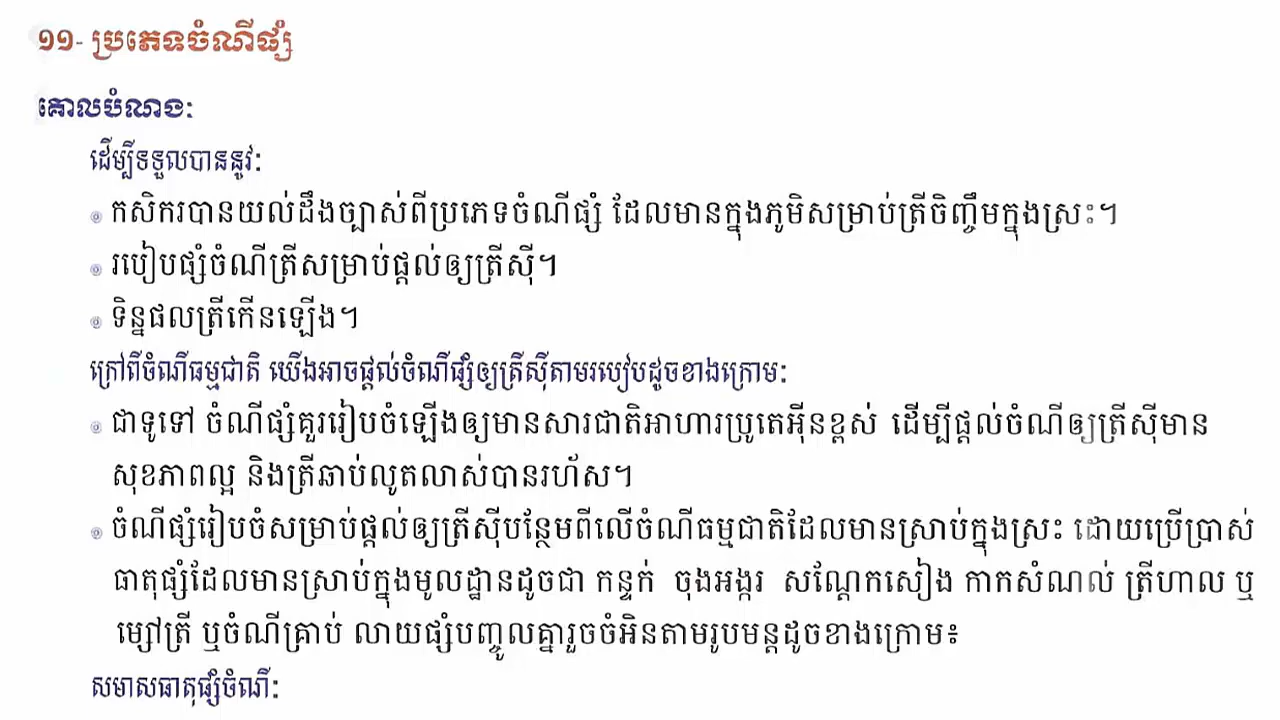 ១១- ប្រភេទចំណីផ្សំ
គោលបំណង:
ដើម្បីទទួលបាននូវ:
កសិករបានយល់ដឹងច្បាស់ពីប្រភេទចំណីផ្សំ ដែលមានក្នុងភូមិសម្រាប់ត្រីចិញ្ចឹមក្នុងស្រះ។
របៀបផ្សំចំណីត្រីសម្រាប់ផ្តល់ឲ្យត្រីស៊ី។
ទិន្នផលត្រីកើនឡើង។
ក្រៅពីចំណីធម្មជាតិ យើងអាចផ្តល់ចំណីផ្សំឲ្យត្រីស៊ីតាមរបៀបដូចខាងក្រោម:
ជាទូទៅ ចំណីផ្សំគួររៀបចំឡើងឲ្យមានសារជាតិអាហារប្រូតេអ៊ីនខ្ពស់ ដើម្បីផ្តល់ចំណីឲ្យត្រីស៊ីមាន
សុខភាពល្អ និងត្រីឆាប់លូតលាស់បានរហ័ស។
ចំណីផ្សំរៀបចំសម្រាប់ផ្តល់ឲ្យត្រីស៊ីបន្ថែមពីលើចំណីធម្មជាតិដែលមានស្រាប់ក្នុងស្រះ ដោយប្រើប្រាស់
ធាតុផ្សំដែលមានស្រាប់ក្នុងមូលដ្ឋានដូចជា កន្ទក់ ចុងអង្ករ សណ្តែកសៀង កាកសំណល់ ត្រីហាល ឬ
ម្សៅត្រី ឬចំណីគ្រាប់ លាយផ្សំបញ្ចូលគ្នារួចចំអិនតាមរូបមន្តដូចខាងក្រោម៖
សមាសធាតុផ្សំចំណី: